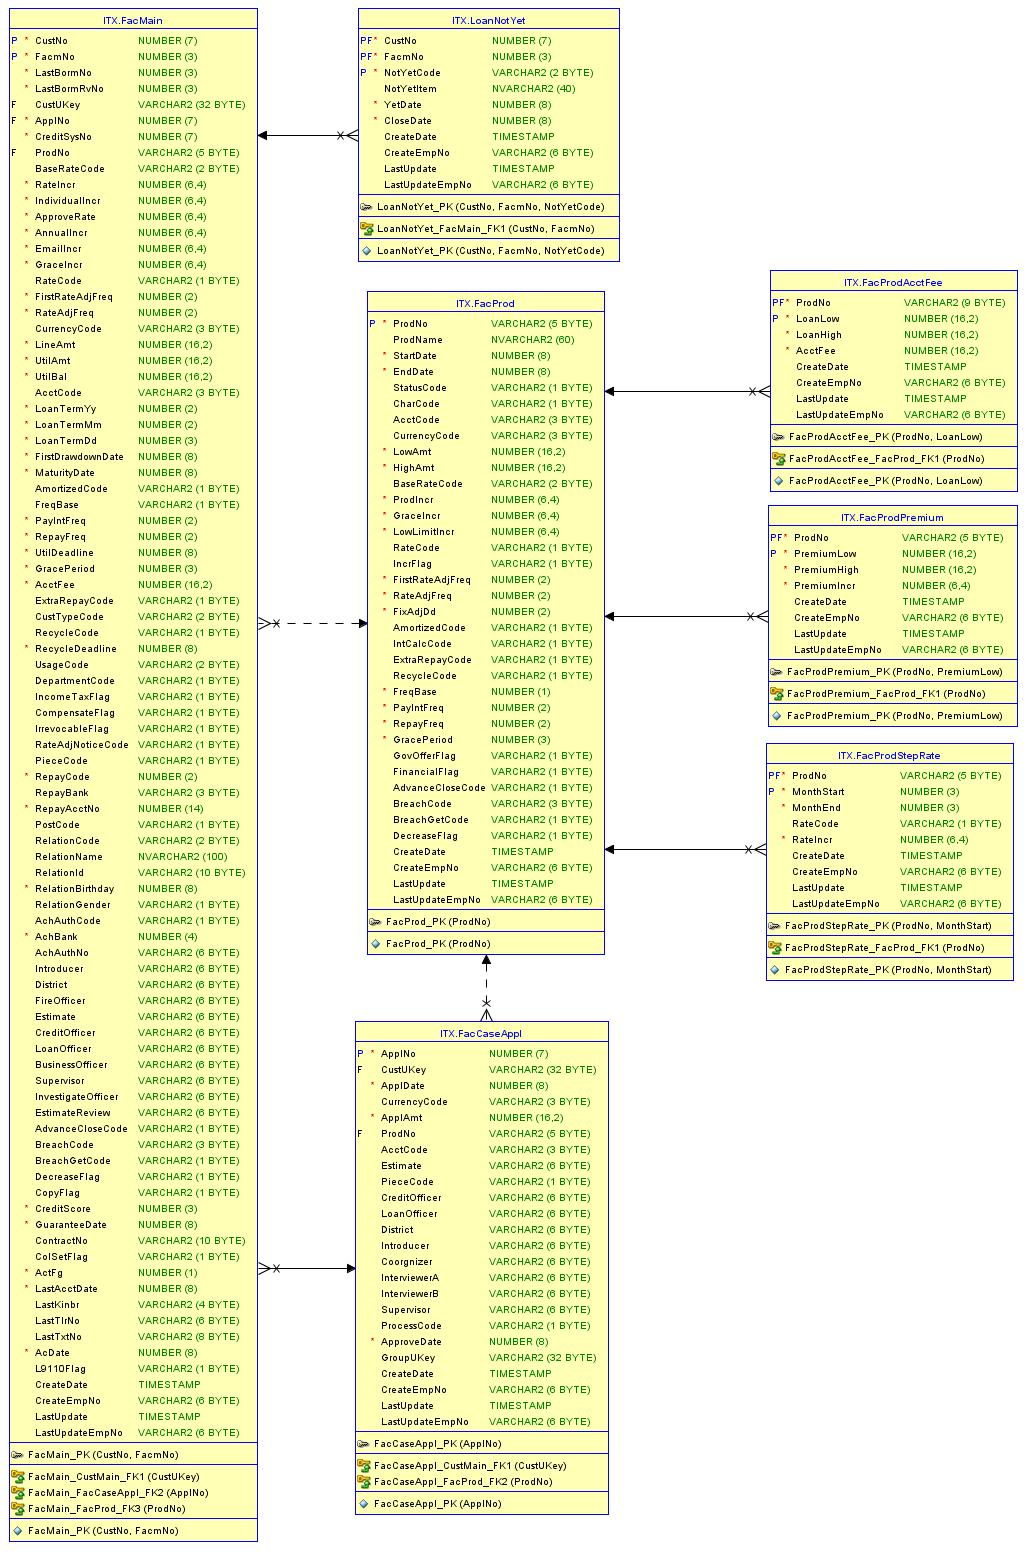 ITX.FacMain
P * CustNo NUMBER (7)
P * FacmNo NUMBER (3)
* LastBormNo NUMBER (3)
* LastBormRvNo NUMBER (3)
F CustUKey VARCHAR2 (32 BYTE)
F * ApplNo NUMBER (7)
* CreditSysNo NUMBER (7)
F ProdNo VARCHAR2 (5 BYTE)
BaseRateCode VARCHAR2 (2 BYTE)
* RateIncr NUMBER (6,4)
* IndividualIncr NUMBER (6,4)
* ApproveRate NUMBER (6,4)
* AnnualIncr NUMBER (6,4)
* EmailIncr NUMBER (6,4)
* GraceIncr NUMBER (6,4)
RateCode VARCHAR2 (1 BYTE)
* FirstRateAdjFreq NUMBER (2)
* RateAdjFreq NUMBER (2)
CurrencyCode VARCHAR2 (3 BYTE)
* LineAmt NUMBER (16,2)
* UtilAmt NUMBER (16,2)
* UtilBal NUMBER (16,2)
AcctCode VARCHAR2 (3 BYTE)
* LoanTermYy NUMBER (2)
* LoanTermMm NUMBER (2)
* LoanTermDd NUMBER (3)
* FirstDrawdownDate NUMBER (8)
* MaturityDate NUMBER (8)
AmortizedCode VARCHAR2 (1 BYTE)
FreqBase VARCHAR2 (1 BYTE)
* PayIntFreq NUMBER (2)
* RepayFreq NUMBER (2)
* UtilDeadline NUMBER (8)
* GracePeriod NUMBER (3)
* AcctFee NUMBER (16,2)
ExtraRepayCode VARCHAR2 (1 BYTE)
CustTypeCode VARCHAR2 (2 BYTE)
RecycleCode VARCHAR2 (1 BYTE)
* RecycleDeadline NUMBER (8)
UsageCode VARCHAR2 (2 BYTE)
DepartmentCode VARCHAR2 (1 BYTE)
IncomeTaxFlag VARCHAR2 (1 BYTE)
CompensateFlag VARCHAR2 (1 BYTE)
IrrevocableFlag VARCHAR2 (1 BYTE)
RateAdjNoticeCode VARCHAR2 (1 BYTE)
PieceCode VARCHAR2 (1 BYTE)
* RepayCode NUMBER (2)
RepayBank VARCHAR2 (3 BYTE)
* RepayAcctNo NUMBER (14)
PostCode VARCHAR2 (1 BYTE)
RelationCode VARCHAR2 (2 BYTE)
RelationName NVARCHAR2 (100)
RelationId VARCHAR2 (10 BYTE)
* RelationBirthday NUMBER (8)
RelationGender VARCHAR2 (1 BYTE)
AchAuthCode VARCHAR2 (1 BYTE)
* AchBank NUMBER (4)
AchAuthNo VARCHAR2 (6 BYTE)
Introducer VARCHAR2 (6 BYTE)
District VARCHAR2 (6 BYTE)
FireOfficer VARCHAR2 (6 BYTE)
Estimate VARCHAR2 (6 BYTE)
CreditOfficer VARCHAR2 (6 BYTE)
LoanOfficer VARCHAR2 (6 BYTE)
BusinessOfficer VARCHAR2 (6 BYTE)
Supervisor VARCHAR2 (6 BYTE)
InvestigateOfficer VARCHAR2 (6 BYTE)
EstimateReview VARCHAR2 (6 BYTE)
AdvanceCloseCode VARCHAR2 (1 BYTE)
BreachCode VARCHAR2 (3 BYTE)
BreachGetCode VARCHAR2 (1 BYTE)
DecreaseFlag VARCHAR2 (1 BYTE)
CopyFlag VARCHAR2 (1 BYTE)
* CreditScore NUMBER (3)
* GuaranteeDate NUMBER (8)
ContractNo VARCHAR2 (10 BYTE)
ColSetFlag VARCHAR2 (1 BYTE)
* ActFg NUMBER (1)
* LastAcctDate NUMBER (8)
LastKinbr VARCHAR2 (4 BYTE)
LastTlrNo VARCHAR2 (6 BYTE)
LastTxtNo VARCHAR2 (8 BYTE)
* AcDate NUMBER (8)
L9110Flag VARCHAR2 (1 BYTE)
CreateDate TIMESTAMP
CreateEmpNo VARCHAR2 (6 BYTE)
LastUpdate TIMESTAMP
LastUpdateEmpNo VARCHAR2 (6 BYTE)
FacMain_PK (CustNo, FacmNo)
FacMain_CustMain_FK1 (CustUKey)
FacMain_FacCaseAppl_FK2 (ApplNo)
FacMain_FacProd_FK3 (ProdNo)
FacMain_PK (CustNo, FacmNo)
ITX.LoanNotYet
PF* CustNo NUMBER (7)
PF* FacmNo NUMBER (3)
P * NotYetCode VARCHAR2 (2 BYTE)
NotYetItem NVARCHAR2 (40)
* YetDate NUMBER (8)
* CloseDate NUMBER (8)
CreateDate TIMESTAMP
CreateEmpNo VARCHAR2 (6 BYTE)
LastUpdate TIMESTAMP
LastUpdateEmpNo VARCHAR2 (6 BYTE)
LoanNotYet_PK (CustNo, FacmNo, NotYetCode)
LoanNotYet_FacMain_FK1 (CustNo, FacmNo)
LoanNotYet_PK (CustNo, FacmNo, NotYetCode)
ITX.FacProd
P * ProdNo VARCHAR2 (5 BYTE)
ProdName NVARCHAR2 (60)
* StartDate NUMBER (8)
* EndDate NUMBER (8)
StatusCode VARCHAR2 (1 BYTE)
CharCode VARCHAR2 (1 BYTE)
AcctCode VARCHAR2 (3 BYTE)
CurrencyCode VARCHAR2 (3 BYTE)
* LowAmt NUMBER (16,2)
* HighAmt NUMBER (16,2)
BaseRateCode VARCHAR2 (2 BYTE)
* ProdIncr NUMBER (6,4)
* GraceIncr NUMBER (6,4)
* LowLimitIncr NUMBER (6,4)
RateCode VARCHAR2 (1 BYTE)
IncrFlag VARCHAR2 (1 BYTE)
* FirstRateAdjFreq NUMBER (2)
* RateAdjFreq NUMBER (2)
* FixAdjDd NUMBER (2)
AmortizedCode VARCHAR2 (1 BYTE)
IntCalcCode VARCHAR2 (1 BYTE)
ExtraRepayCode VARCHAR2 (1 BYTE)
RecycleCode VARCHAR2 (1 BYTE)
* FreqBase NUMBER (1)
* PayIntFreq NUMBER (2)
* RepayFreq NUMBER (2)
* GracePeriod NUMBER (3)
GovOfferFlag VARCHAR2 (1 BYTE)
FinancialFlag VARCHAR2 (1 BYTE)
AdvanceCloseCode VARCHAR2 (1 BYTE)
BreachCode VARCHAR2 (3 BYTE)
BreachGetCode VARCHAR2 (1 BYTE)
DecreaseFlag VARCHAR2 (1 BYTE)
CreateDate TIMESTAMP
CreateEmpNo VARCHAR2 (6 BYTE)
LastUpdate TIMESTAMP
LastUpdateEmpNo VARCHAR2 (6 BYTE)
FacProd_PK (ProdNo)
FacProd_PK (ProdNo)
ITX.FacProdAcctFee
PF* ProdNo VARCHAR2 (9 BYTE)
P * LoanLow NUMBER (16,2)
* LoanHigh NUMBER (16,2)
* AcctFee NUMBER (16,2)
CreateDate TIMESTAMP
CreateEmpNo VARCHAR2 (6 BYTE)
LastUpdate TIMESTAMP
LastUpdateEmpNo VARCHAR2 (6 BYTE)
FacProdAcctFee_PK (ProdNo, LoanLow)
FacProdAcctFee_FacProd_FK1 (ProdNo)
FacProdAcctFee_PK (ProdNo, LoanLow)
ITX.FacProdPremium
PF* ProdNo VARCHAR2 (5 BYTE)
P * PremiumLow NUMBER (16,2)
* PremiumHigh NUMBER (16,2)
* PremiumIncr NUMBER (6,4)
CreateDate TIMESTAMP
CreateEmpNo VARCHAR2 (6 BYTE)
LastUpdate TIMESTAMP
LastUpdateEmpNo VARCHAR2 (6 BYTE)
FacProdPremium_PK (ProdNo, PremiumLow)
FacProdPremium_FacProd_FK1 (ProdNo)
FacProdPremium_PK (ProdNo, PremiumLow)
ITX.FacProdStepRate
PF* ProdNo VARCHAR2 (5 BYTE)
P * MonthStart NUMBER (3)
* MonthEnd NUMBER (3)
RateCode VARCHAR2 (1 BYTE)
* RateIncr NUMBER (6,4)
CreateDate TIMESTAMP
CreateEmpNo VARCHAR2 (6 BYTE)
LastUpdate TIMESTAMP
LastUpdateEmpNo VARCHAR2 (6 BYTE)
FacProdStepRate_PK (ProdNo, MonthStart)
FacProdStepRate_FacProd_FK1 (ProdNo)
FacProdStepRate_PK (ProdNo, MonthStart)
ITX.FacCaseAppl
P * ApplNo NUMBER (7)
F CustUKey VARCHAR2 (32 BYTE)
* ApplDate NUMBER (8)
CurrencyCode VARCHAR2 (3 BYTE)
* ApplAmt NUMBER (16,2)
F ProdNo VARCHAR2 (5 BYTE)
AcctCode VARCHAR2 (3 BYTE)
Estimate VARCHAR2 (6 BYTE)
PieceCode VARCHAR2 (1 BYTE)
CreditOfficer VARCHAR2 (6 BYTE)
LoanOfficer VARCHAR2 (6 BYTE)
District VARCHAR2 (6 BYTE)
Introducer VARCHAR2 (6 BYTE)
Coorgnizer VARCHAR2 (6 BYTE)
InterviewerA VARCHAR2 (6 BYTE)
InterviewerB VARCHAR2 (6 BYTE)
Supervisor VARCHAR2 (6 BYTE)
ProcessCode VARCHAR2 (1 BYTE)
* ApproveDate NUMBER (8)
GroupUKey VARCHAR2 (32 BYTE)
CreateDate TIMESTAMP
CreateEmpNo VARCHAR2 (6 BYTE)
LastUpdate TIMESTAMP
LastUpdateEmpNo VARCHAR2 (6 BYTE)
FacCaseAppl_PK (ApplNo)
FacCaseAppl_CustMain_FK1 (CustUKey)
FacCaseAppl_FacProd_FK2 (ProdNo)
FacCaseAppl_PK (ApplNo)